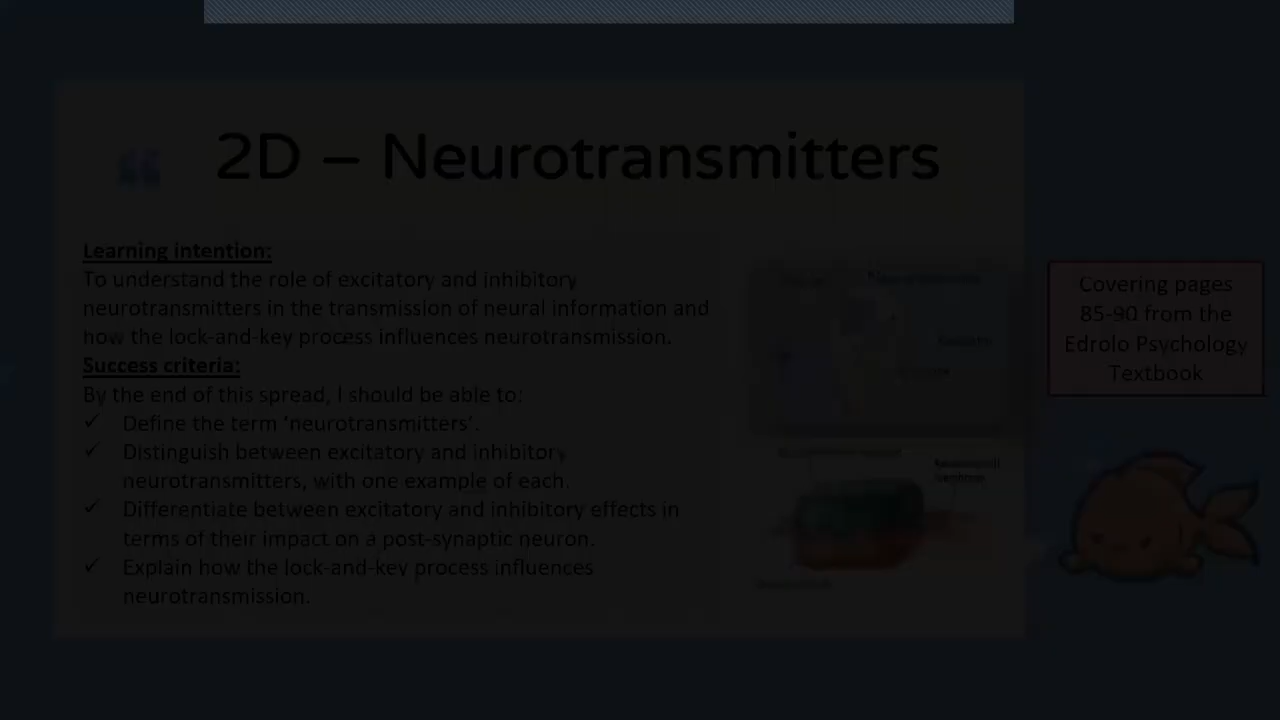 2D – Neurotransmitters
Learning intention:
To understand the role of excitatory and inhibitory
neurotransmitters in the transmission of neural information and
how the lock-and-key process influences neurotransmission.
Success criteria:
By the end of this spread, I should be able to:
✓ Define the term ‘neurotransmitters’.
✓ Distinguish between excitatory and inhibitory
neurotransmitters, with one example of each.
✓ Differentiate between excitatory and inhibitory effects in
terms of their impact on a post-synaptic neuron.
✓ Explain how the lock-and-key process influences
neurotransmission.
Covering pages
85-90 from the
Edrolo Psychology
Textbook